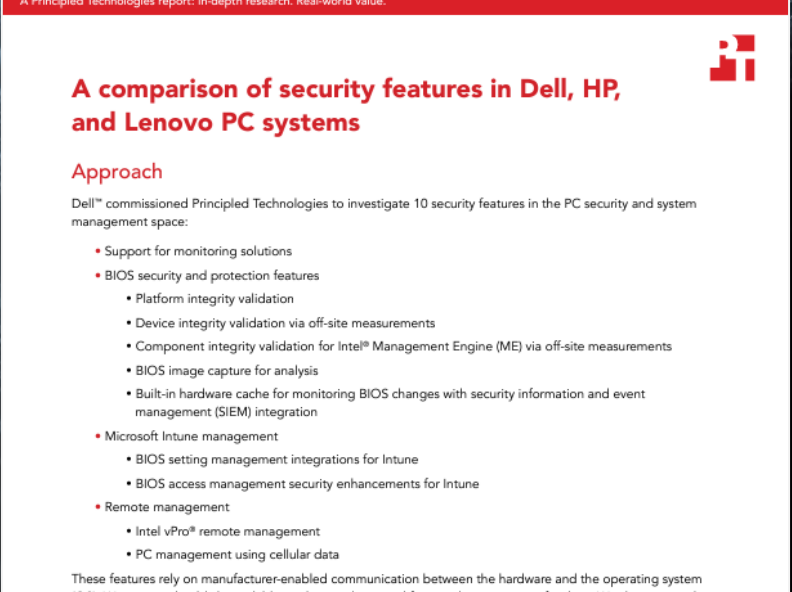 A Principled Technologies report: In-depth research. Real-world value.
PT
A comparison of security features in Dell, HP,
and Lenovo PC systems
Approach
Dell™ commissioned Principled Technologies to investigate 10 security features in the PC security and system
management space:
• Support for monitoring solutions
• BIOS security and protection features
• Platform integrity validation
• Device integrity validation via off-site measurements
• Component integrity validation for Intel® Management Engine (ME) via off-site measurements
• BIOS image capture for analysis
• Built-in hardware cache for monitoring BIOS changes with security information and event
management (SIEM) integration
• Microsoft Intune management
• BIOS setting management integrations for Intune
• BIOS access management security enhancements for Intune
• Remote management
• Intel vPro® remote management
• PC management using cellular data
These features rely on manufacturer-enabled communication between the hardware and the operating system